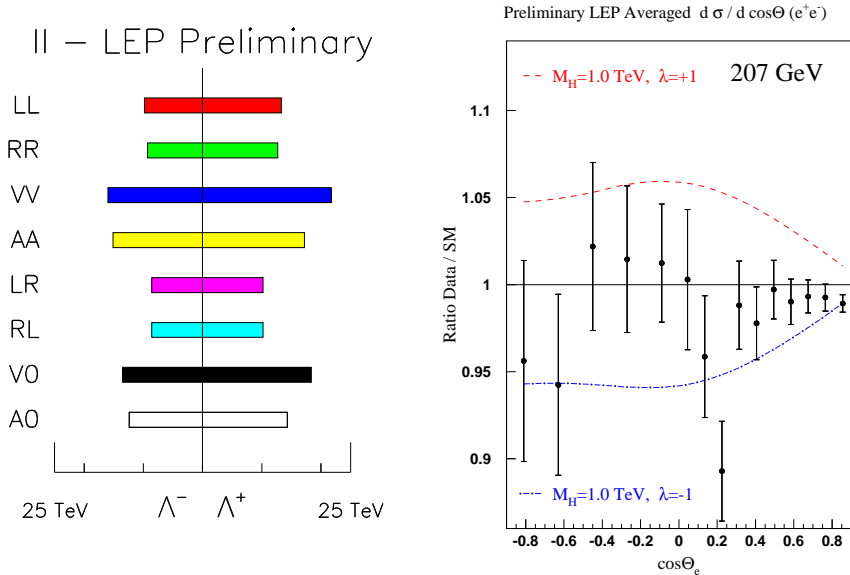 ll – LEP Preliminary
LL
RR
VV
AA
LR
RL
V0
A0
25 TeV Λ⁻ Λ⁺ 25 TeV
Preliminary LEP Averaged d σ / d cosΘ (e⁺e⁻)
M_H=1.0 TeV, λ=+1
207 GeV
Ratio Data / SM
1.1
1.05
1
0.95
0.9
M_H=1.0 TeV, λ=-1
-0.8 -0.6 -0.4 -0.2 0 0.2 0.4 0.6 0.8
cosΘ_e